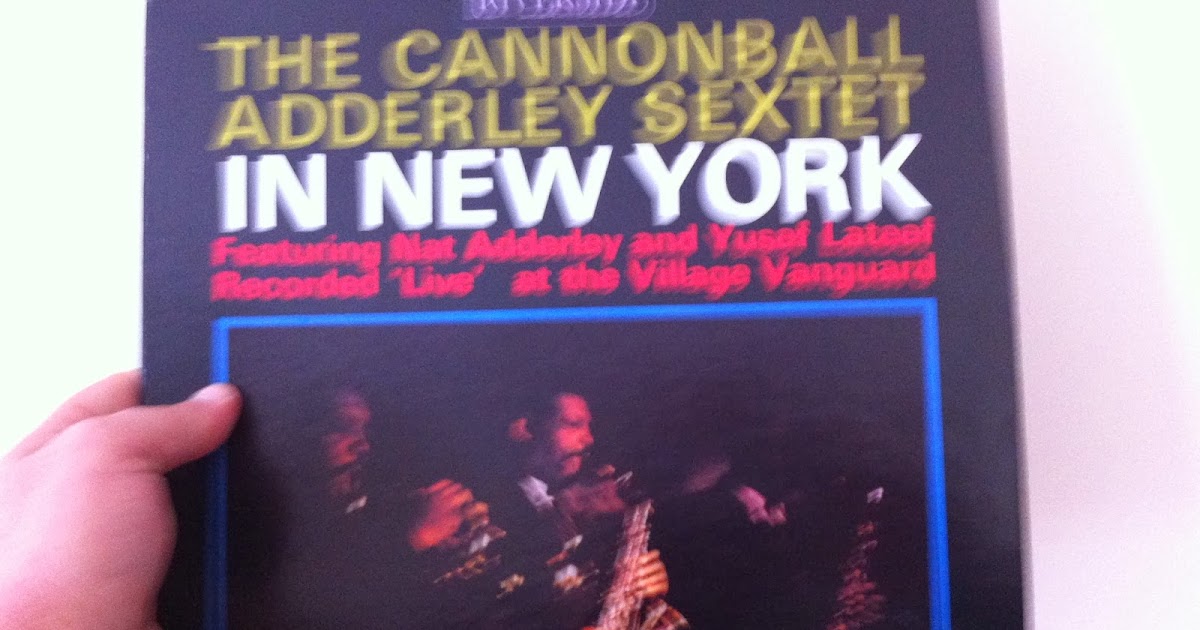 RIVERSIDE
THE CANNONBALL
ADDERLEY SEXTET
IN NEW YORK
Featuring Nat Adderley and Yusef Lateef
Recorded 'Live' at the Village Vanguard